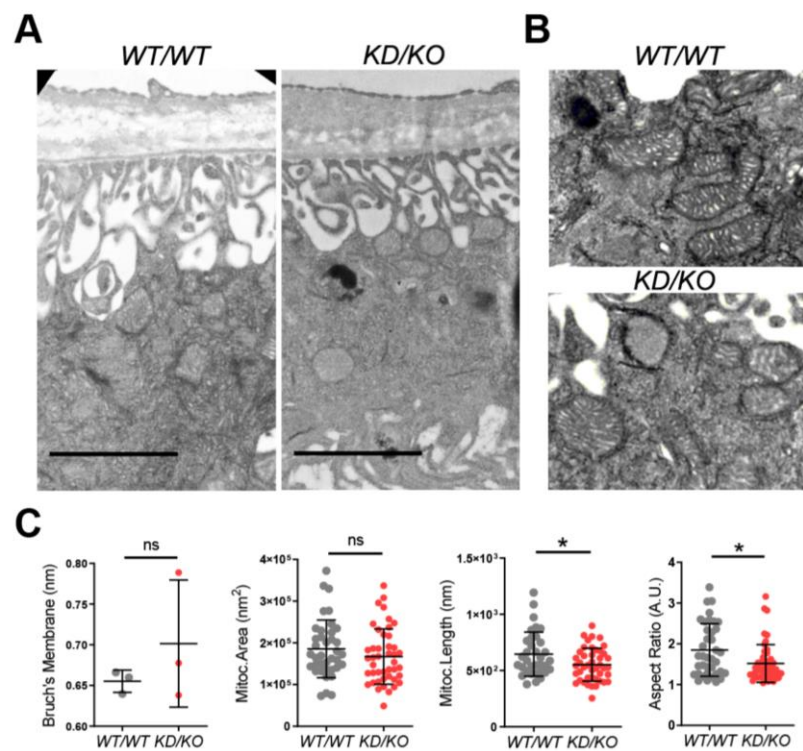 A
WT/WT
KD/KO
B
WT/WT
KD/KO
C
Bruch's Membrane (nm)
0.80
0.75
0.70
0.65
0.60
ns
WT/WT KD/KO
Mitoc.Area (nm²)
4×10⁵
3×10⁵
2×10⁵
1×10⁵
0
ns
WT/WT KD/KO
Mitoc.Length (nm)
1.5×10³
1×10³
5×10²
0
*
WT/WT KD/KO
Aspect Ratio (A.U.)
4
3
2
1
0
*
WT/WT KD/KO